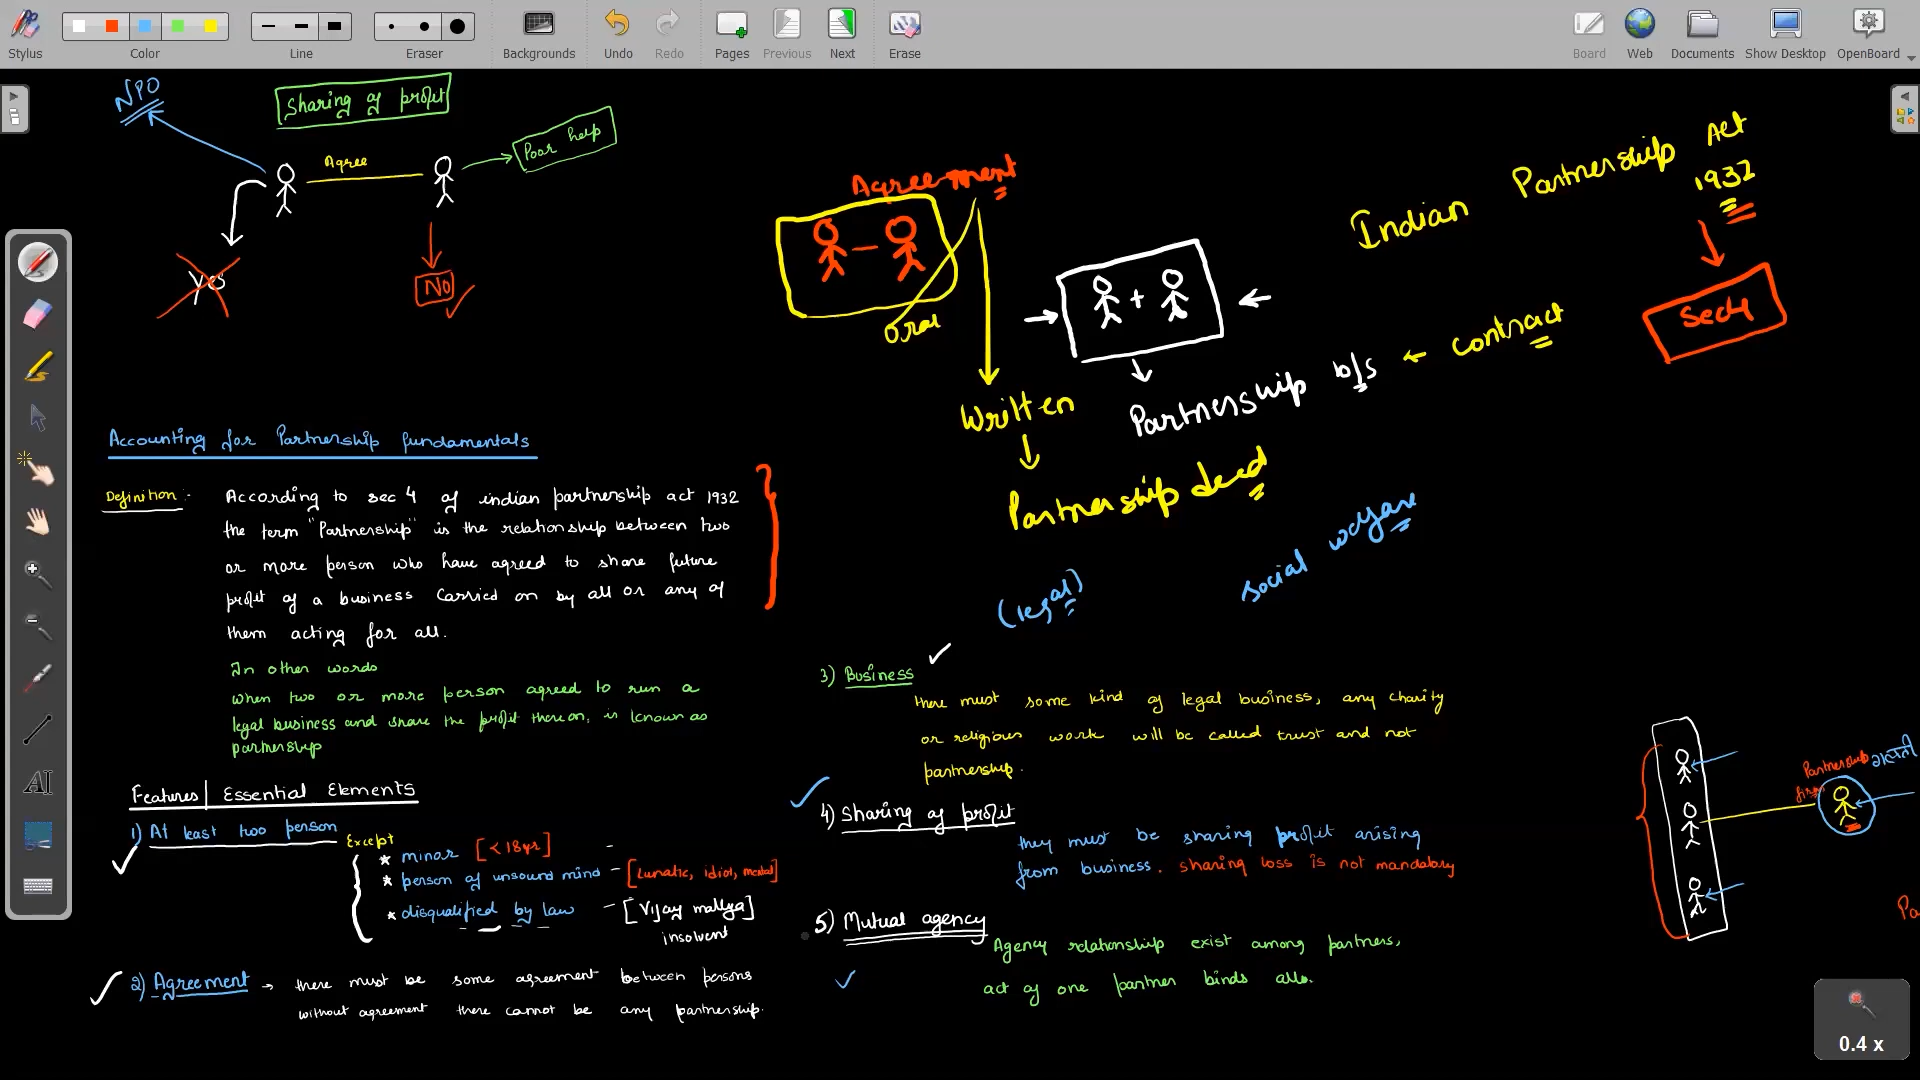 Stylus
Color
Line
Eraser
Backgrounds
Undo
Redo
Pages
Previous
Next
Erase
Board
Web
Documents
Show Desktop
OpenBoard
NPO
Sharing of profit
Agree
Poor help
Yes
No
Agreement
oral
Written
Partnership deed
Partnership b/s ← contract
Indian Partnership Act
1932
Sec 4
Accounting for Partnership fundamentals
Definition:-
According to sec 4 of indian partnership act 1932
the term "Partnership" is the relationship between two
or more person who have agreed to share future
profit of a business carried on by all or any of
them acting for all.
In other words
when two or more person agreed to run a
legal business and share the profit thereon, is known as
partnership
Features | Essential Elements
1) At least two person
Except
* minor [<18yr]
* person of unsound mind - [Lunatic, idiot, mental]
* disqualified by law - [Vijay mallya]
insolvent
2) Agreement → there must be some agreement between persons
without agreement there cannot be any partnership.
(legal)
social
3) Business
there must some kind of legal business, any charity
or religious work will be called trust and not
partnership.
4) Sharing of profit
they must be sharing profit arising
from business. sharing loss is not mandatory
5) Mutual agency
Agency relationship exist among partners,
act of one partner binds all.
Partnership
firm
Pa
0.4 x